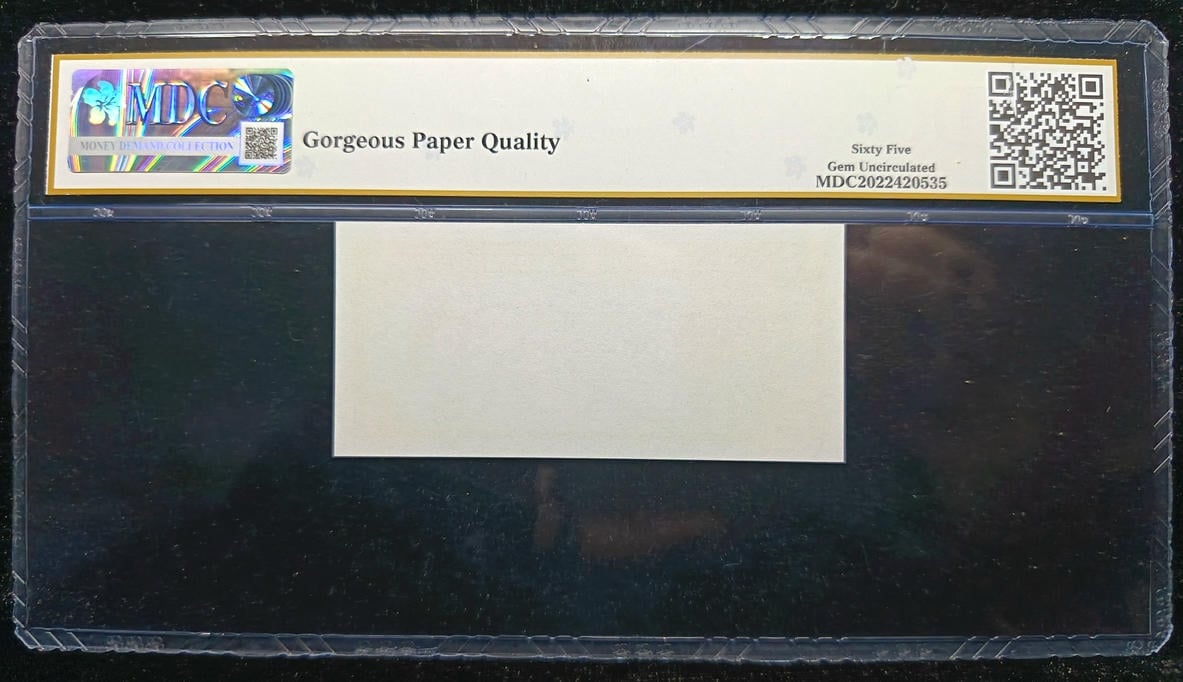 MDC
MONEY DEMAND COLLECTION
Gorgeous Paper Quality
Sixty Five
Gem Uncirculated
MDC2022420535